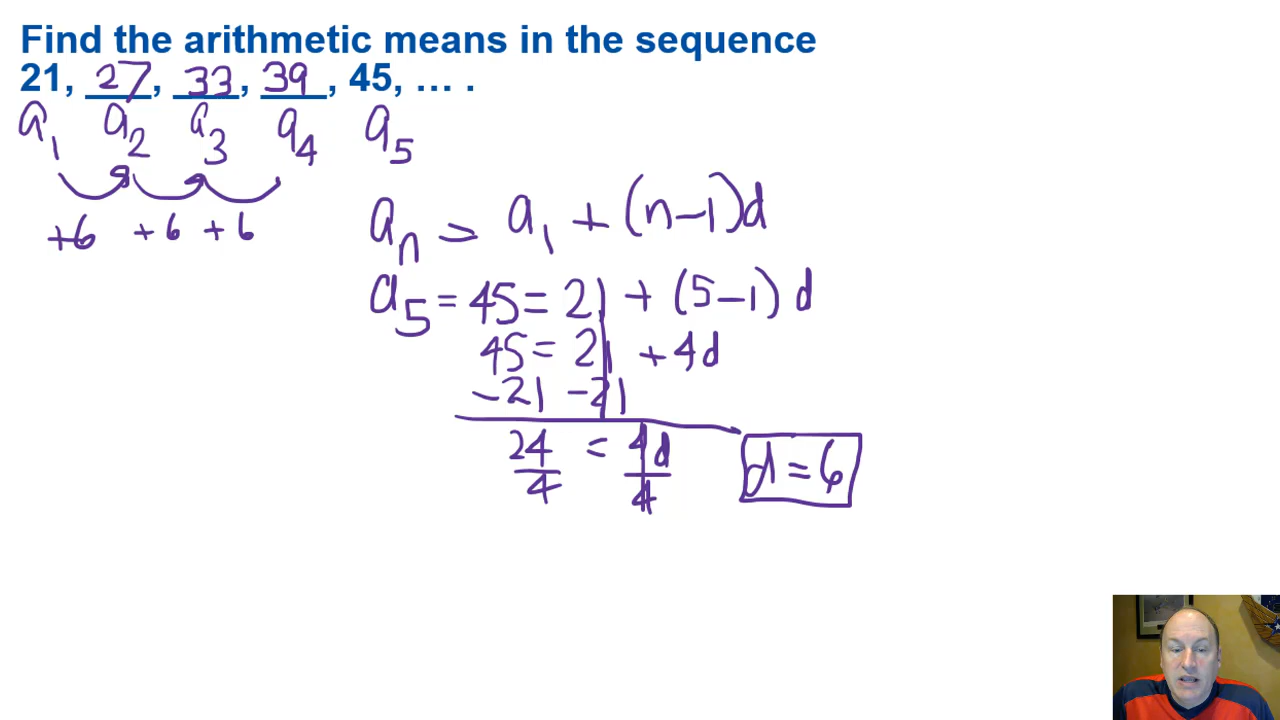 Find the arithmetic means in the sequence
21, 27, 33, 39, 45, ... .
a1 a2 a3 a4 a5
+6 +6 +6
an = a1 + (n-1)d
a5 = 45 = 21 + (5-1) d
45 = 21 + 4d
-21 -21
24/4 = 4d/4
d = 6